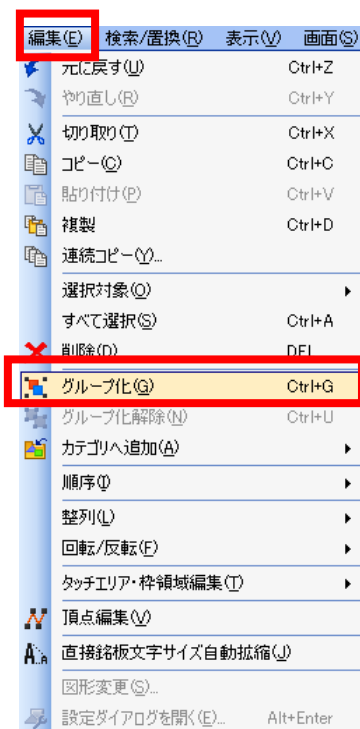 編集(E) 検索/置換(R) 表示(V) 画面(S)
元に戻す(U) Ctrl+Z
やり直し(R) Ctrl+Y
切り取り(T) Ctrl+X
コピー(C) Ctrl+C
貼り付け(P) Ctrl+V
複製 Ctrl+D
連続コピー(Y)...
選択対象(O)
すべて選択(S) Ctrl+A
削除(D) DEL
グループ化(G) Ctrl+G
グループ化解除(N) Ctrl+U
カテゴリへ追加(A)
順序(I)
整列(L)
回転/反転(F)
タッチエリア・枠領域編集(T)
頂点編集(V)
直接銘板文字サイズ自動拡縮(J)
図形変更(S)...
設定ダイアログを開く(E)... Alt+Enter